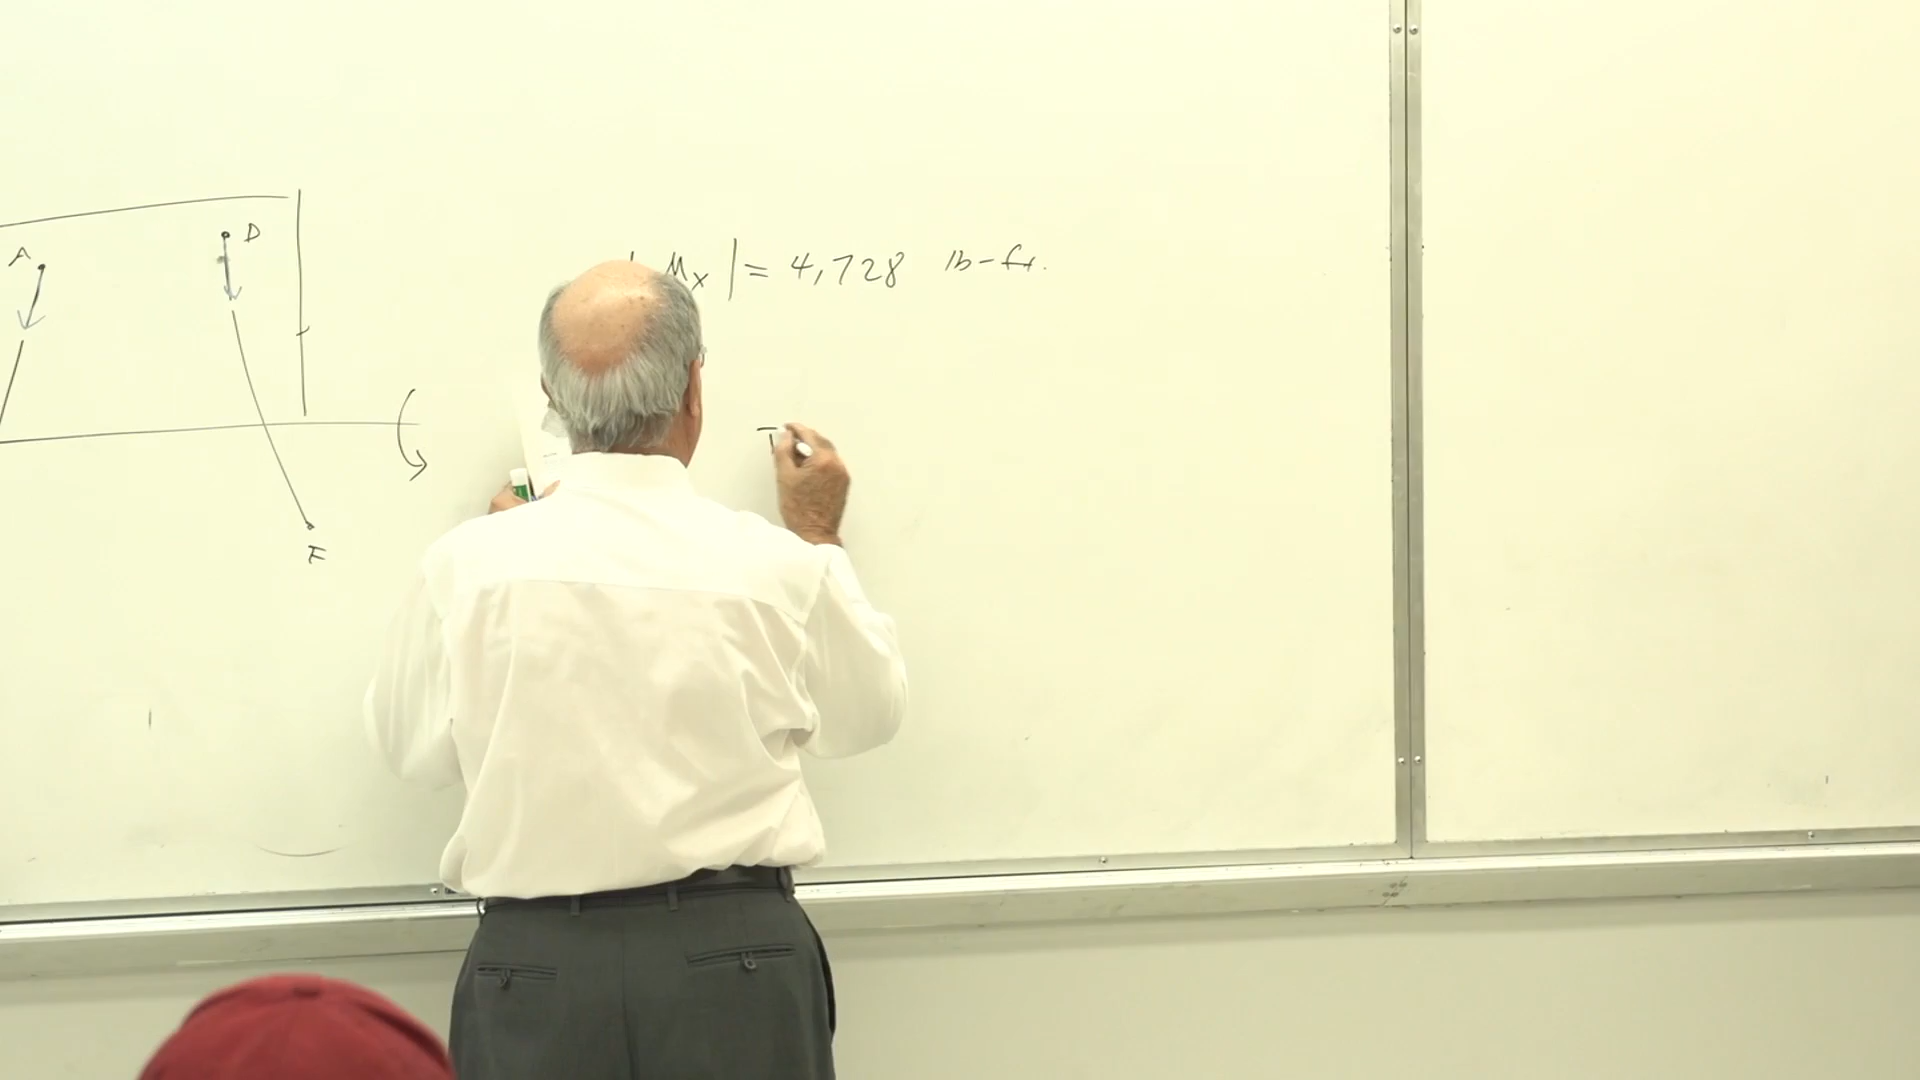 A
D
| Mx | = 4,728 lb-ft.
T
F